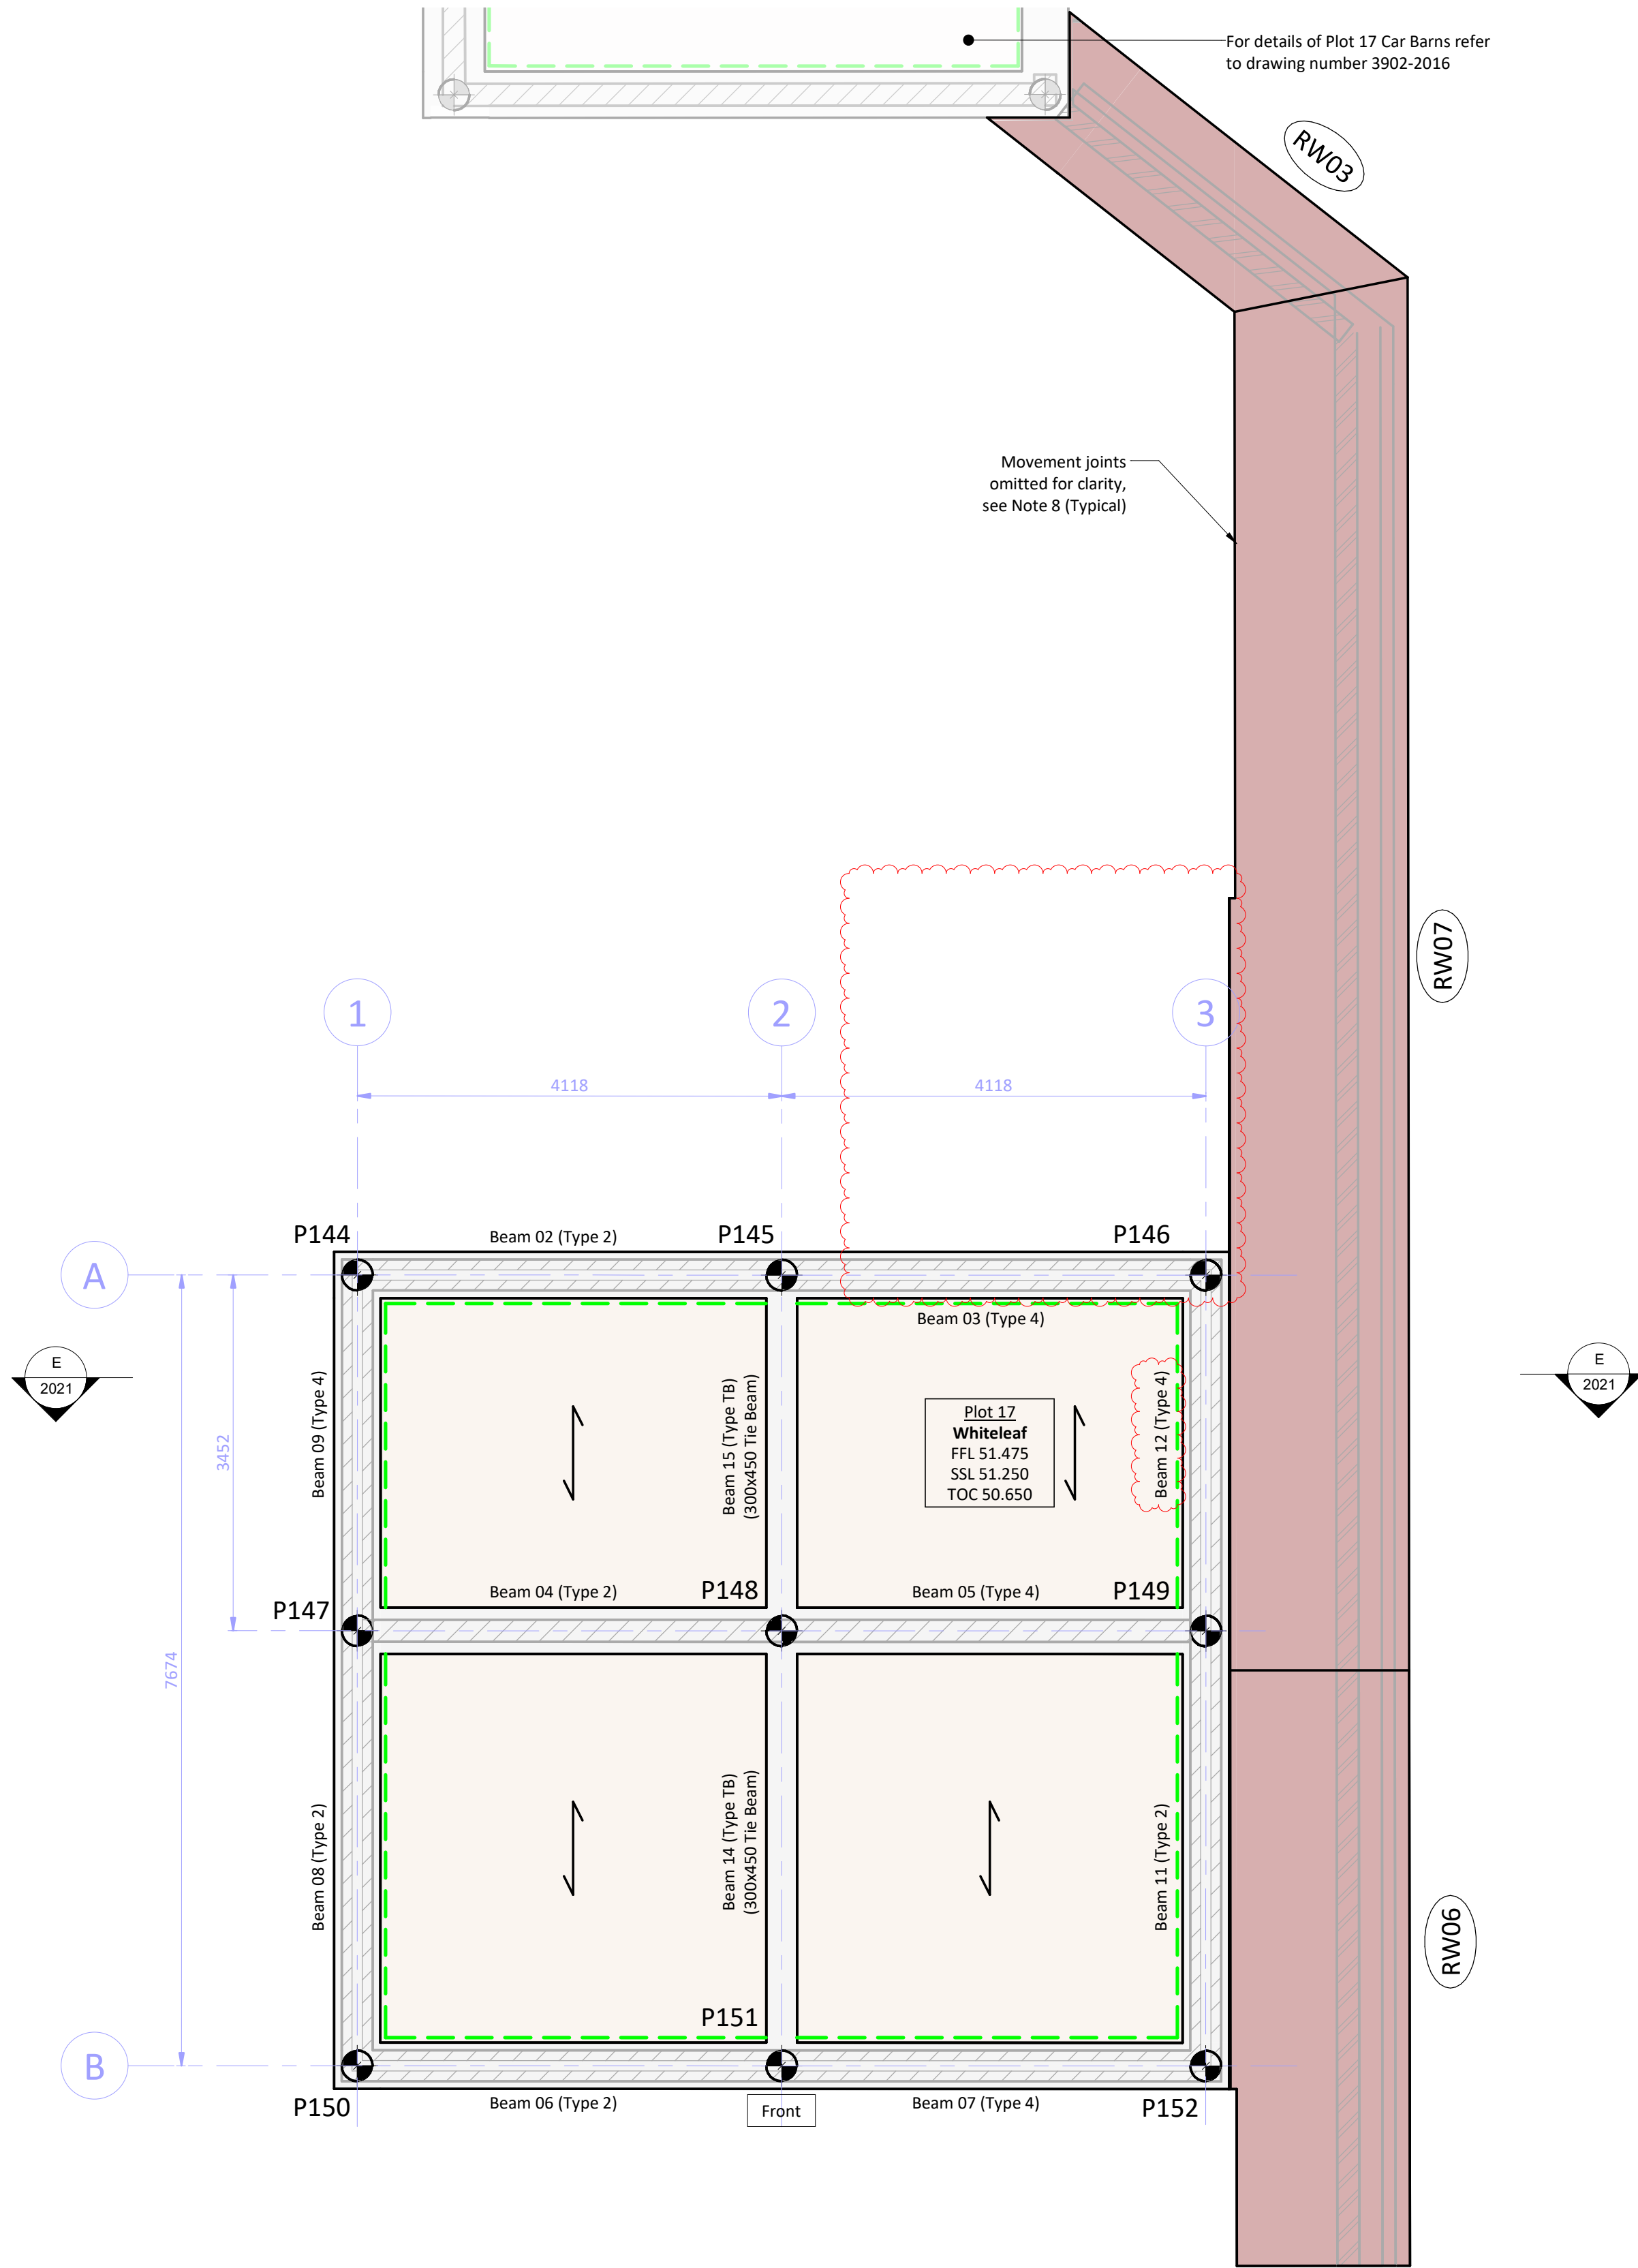 For details of Plot 17 Car Barns refer
to drawing number 3902-2016
RW03
Movement joints
omitted for clarity,
see Note 8 (Typical)
RW07
1
2
3
4118
4118
P144
Beam 02 (Type 2)
P145
P146
A
Beam 03 (Type 4)
E
2021
E
2021
Beam 09 (Type 4)
3452
Beam 15 (Type TB)
(300x450 Tie Beam)
Plot 17
Whiteleaf
FFL 51.475
SSL 51.250
TOC 50.650
Beam 12 (Type 4)
Beam 04 (Type 2)
P148
Beam 05 (Type 4)
P149
P147
7674
Beam 08 (Type 2)
Beam 14 (Type TB)
(300x450 Tie Beam)
Beam 11 (Type 2)
RW06
P151
B
P150
Beam 06 (Type 2)
Front
Beam 07 (Type 4)
P152